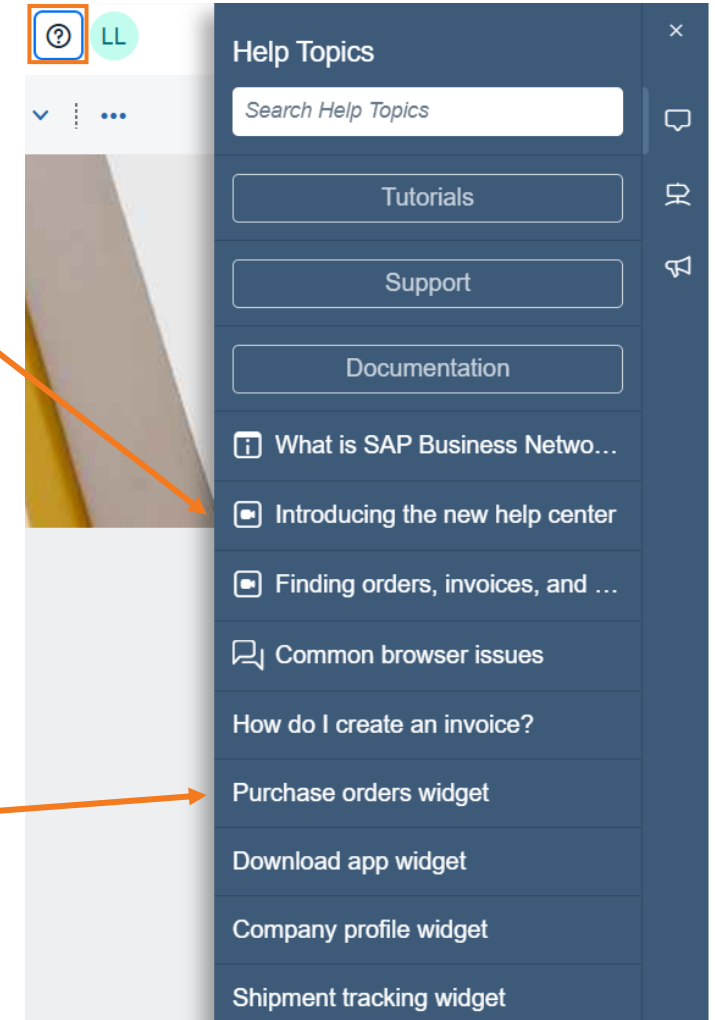 LL
Help Topics
Search Help Topics
Tutorials
Support
Documentation
What is SAP Business Netwo...
Introducing the new help center
Finding orders, invoices, and ...
Common browser issues
How do I create an invoice?
Purchase orders widget
Download app widget
Company profile widget
Shipment tracking widget